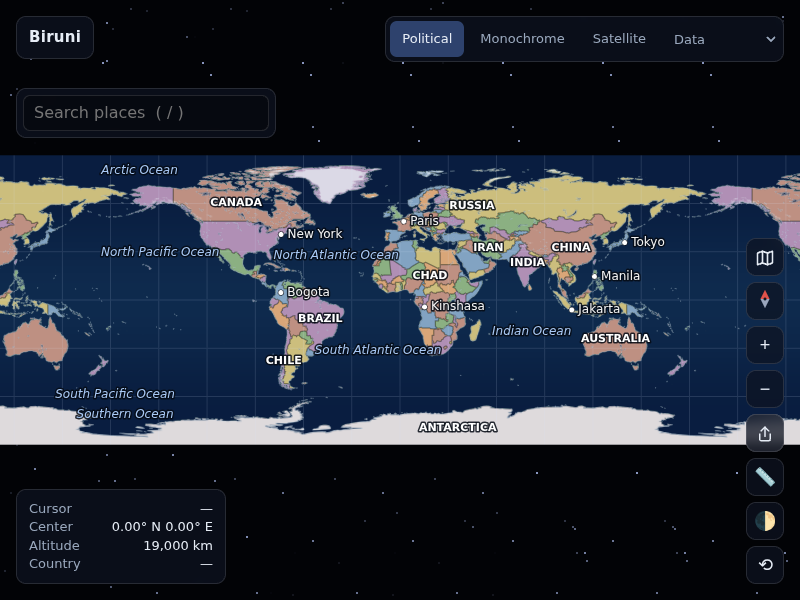 Biruni
Political Monochrome Satellite Data
Search places ( / )
Arctic Ocean
CANADA
RUSSIA
Paris
New York
Tokyo
IRAN
CHINA
North Pacific Ocean
North Atlantic Ocean
INDIA
CHAD
Manila
Bogota
Kinshasa
Jakarta
BRAZIL
Indian Ocean
AUSTRALIA
South Atlantic Ocean
CHILE
South Pacific Ocean
Southern Ocean
ANTARCTICA
+
−
Cursor —
Center 0.00° N 0.00° E
Altitude 19,000 km
Country —